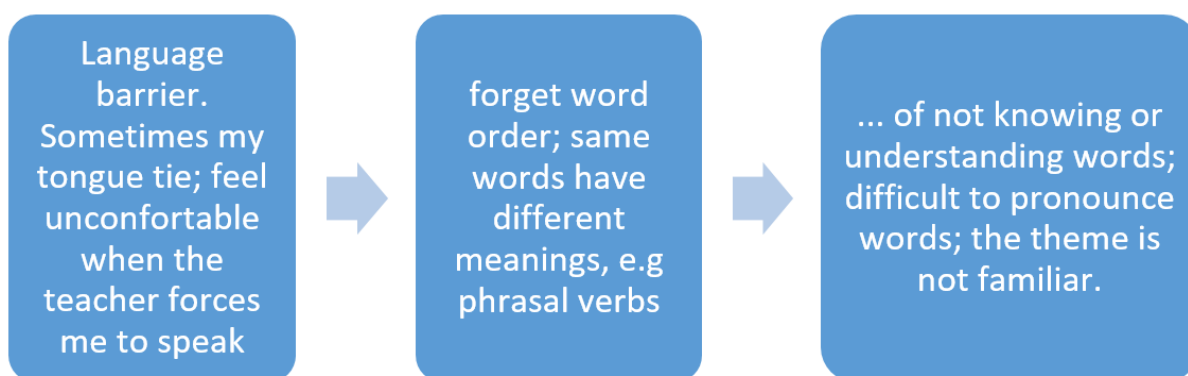 Language
barrier.
Sometimes my
tongue tie; feel
unconfortable
when the
teacher forces
me to speak
forget word
order; same
words have
different
meanings, e.g
phrasal verbs
... of not knowing or
understanding words;
difficult to pronounce
words; the theme is
not familiar.